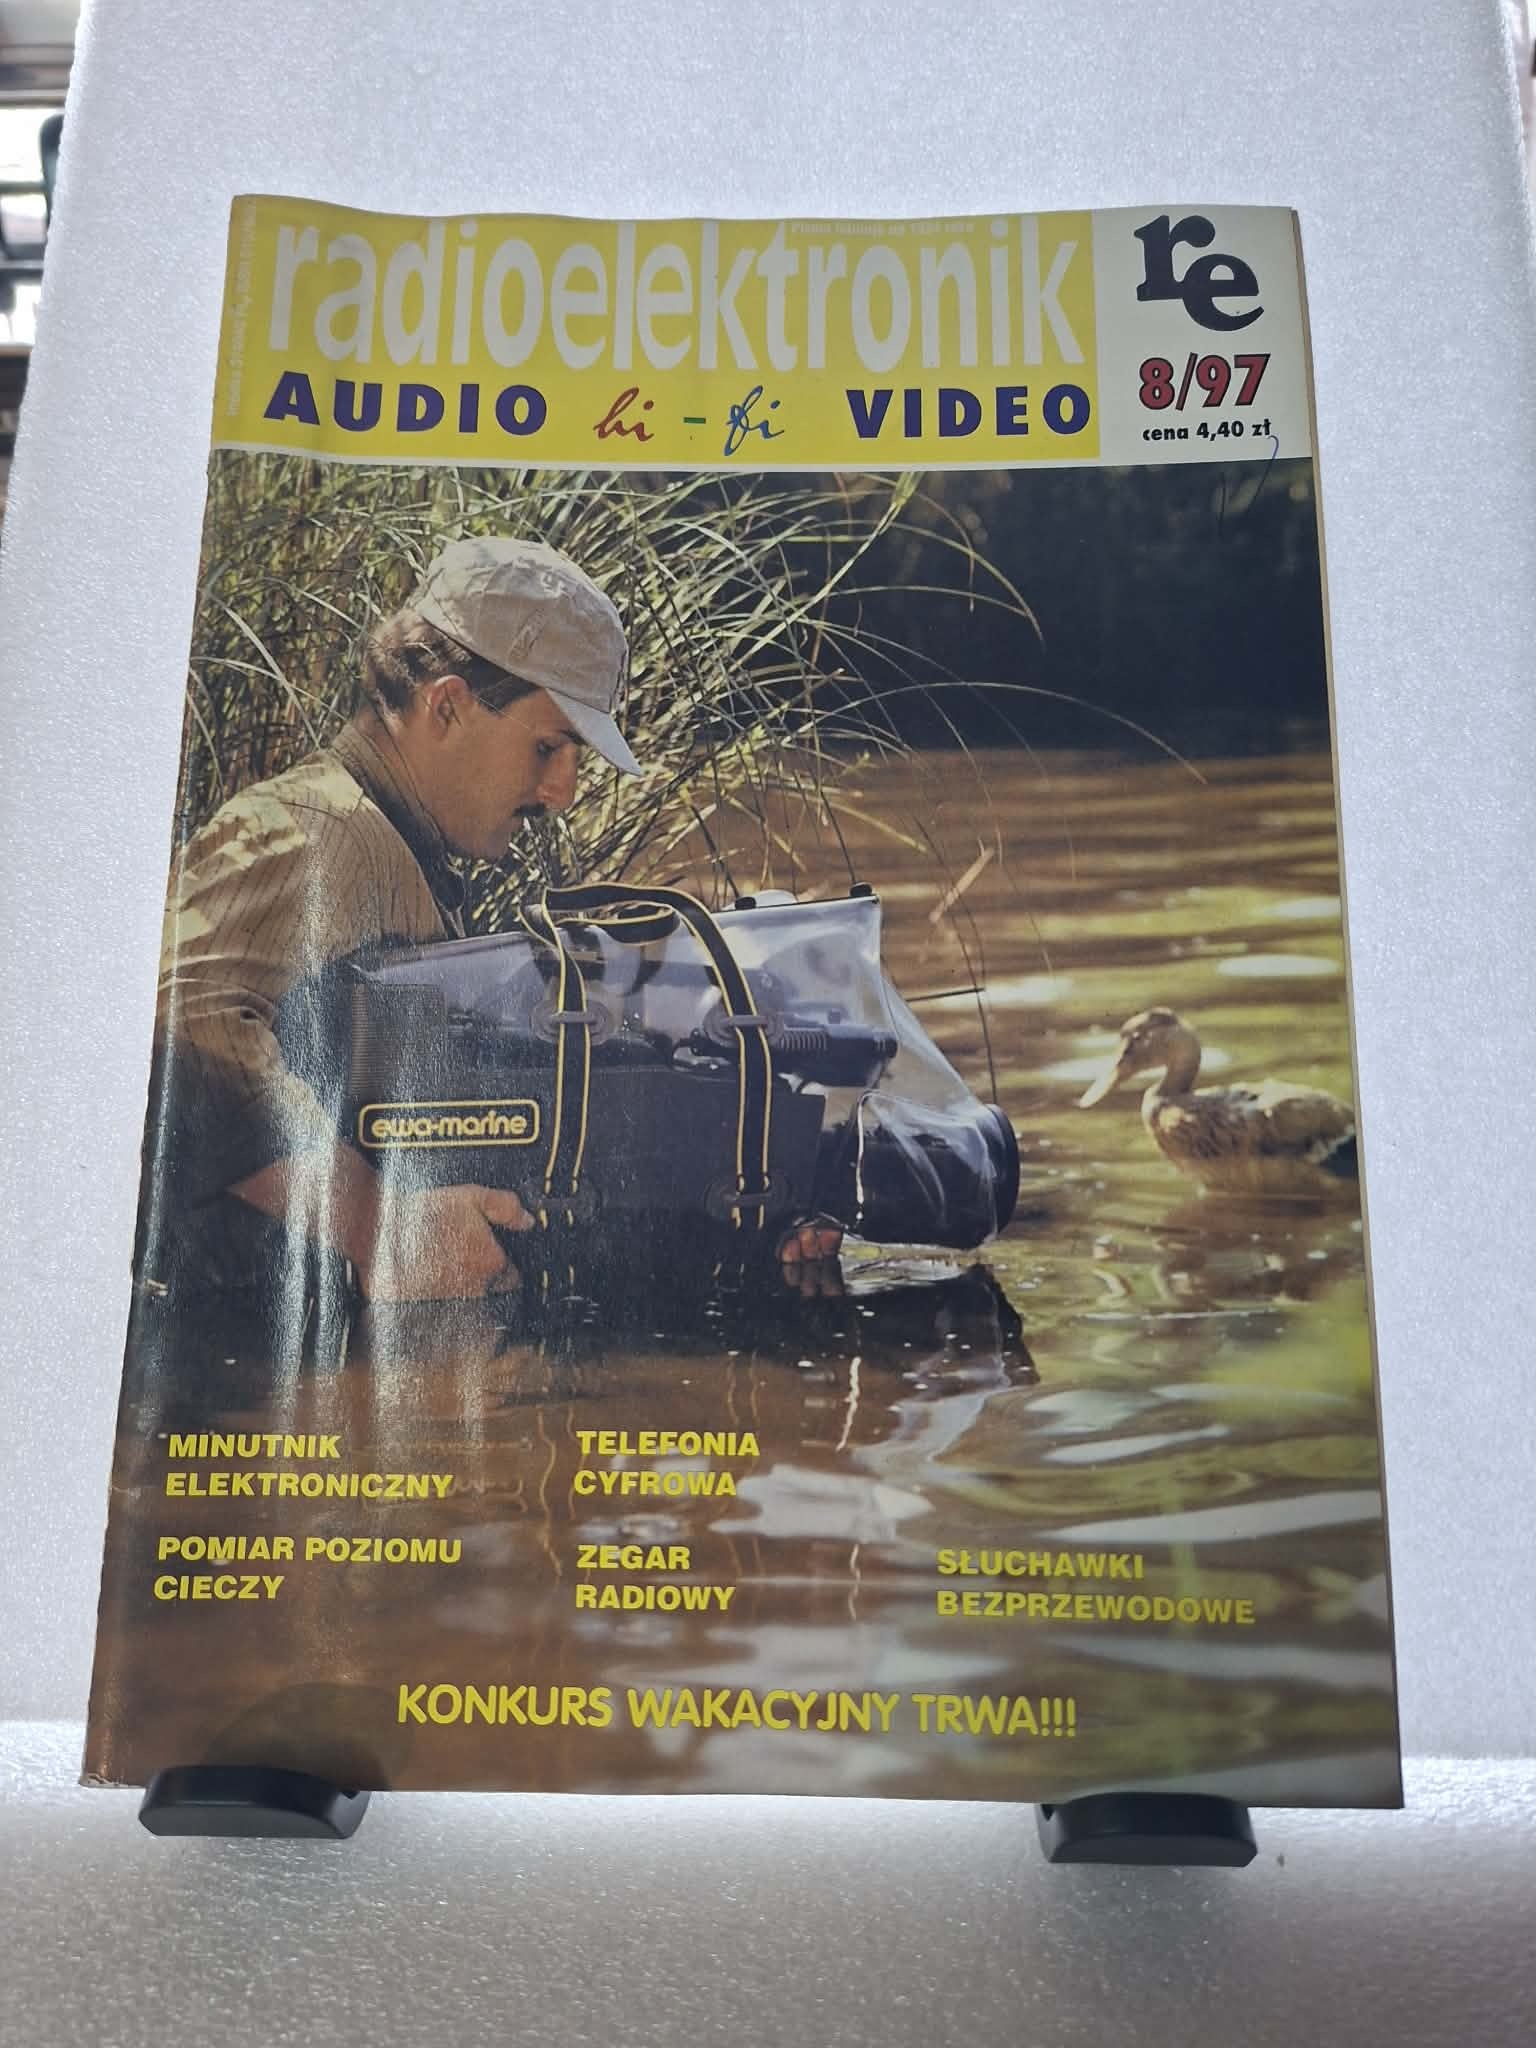 radioelektronik
re
AUDIO hi-fi VIDEO
8/97
cena 4,40 zł
ewa-marine
MINUTNIK
ELEKTRONICZNY
TELEFONIA
CYFROWA
POMIAR POZIOMU
CIECZY
ZEGAR
RADIOWY
SŁUCHAWKI
BEZPRZEWODOWE
KONKURS WAKACYJNY TRWA!!!